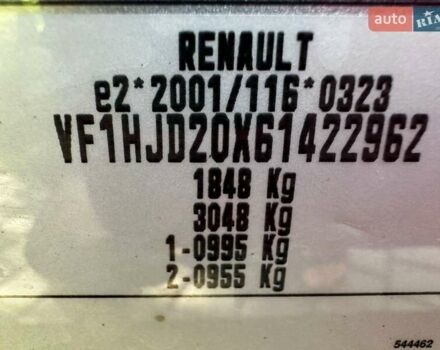 auto RIA
RENAULT
e2*2001/116*0323
VF1HJD20X61422962
1848 Kg
3048 Kg
1-0995 Kg
2-0955 Kg
544462